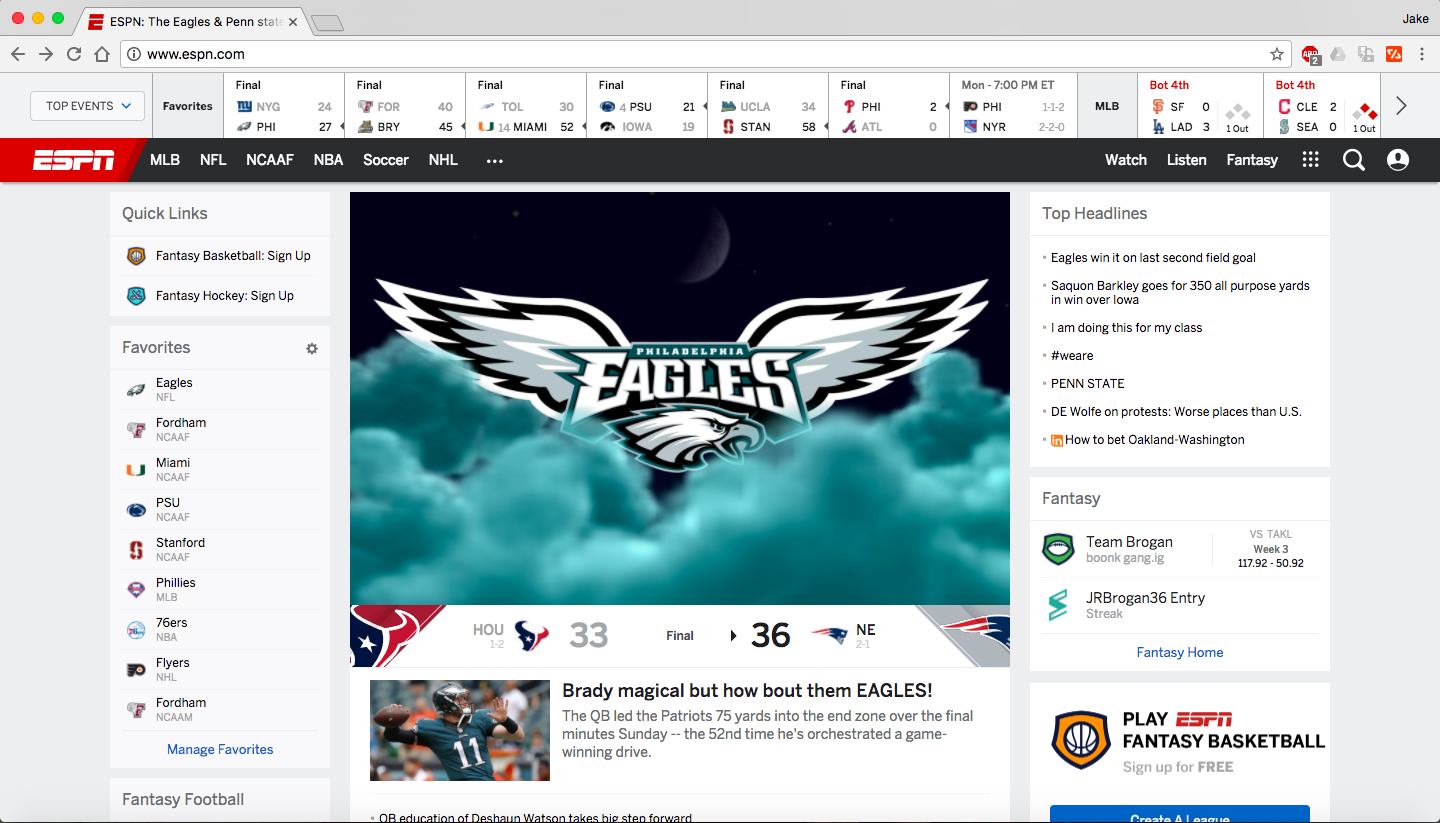 ESPN: The Eagles & Penn state
Jake
www.espn.com
2
TOP EVENTS
Favorites
Final
NYG 24
PHI 27
Final
FOR 40
BRY 45
Final
TOL 30
14 MIAMI 52
Final
4 PSU 21
IOWA 19
Final
UCLA 34
STAN 58
Final
PHI 2
ATL 0
Mon - 7:00 PM ET
PHI 1-1-2
NYR 2-2-0
MLB
Bot 4th
SF 0
LAD 3
1 Out
Bot 4th
CLE 2
SEA 0
1 Out
ESPN
MLB NFL NCAAF NBA Soccer NHL ...
Watch Listen Fantasy
Quick Links
Fantasy Basketball: Sign Up
Fantasy Hockey: Sign Up
Favorites
Eagles
NFL
Fordham
NCAAF
Miami
NCAAF
PSU
NCAAF
Stanford
NCAAF
Phillies
MLB
76ers
NBA
Flyers
NHL
Fordham
NCAAM
Manage Favorites
Fantasy Football
PHILADELPHIA
EAGLES
HOU
1-2
33
Final
36
NE
2-1
11
Brady magical but how bout them EAGLES!
The QB led the Patriots 75 yards into the end zone over the final
minutes Sunday -- the 52nd time he's orchestrated a game-
winning drive.
QB education of Deshaun Watson takes big step forward
Top Headlines
Eagles win it on last second field goal
Saquon Barkley goes for 350 all purpose yards
in win over Iowa
I am doing this for my class
#weare
PENN STATE
DE Wolfe on protests: Worse places than U.S.
in How to bet Oakland-Washington
Fantasy
Team Brogan
boonk gang.ig
VS TAKL
Week 3
117.92 - 50.92
JRBrogan36 Entry
Streak
Fantasy Home
PLAY ESPN
FANTASY BASKETBALL
Sign up for FREE
Create A League